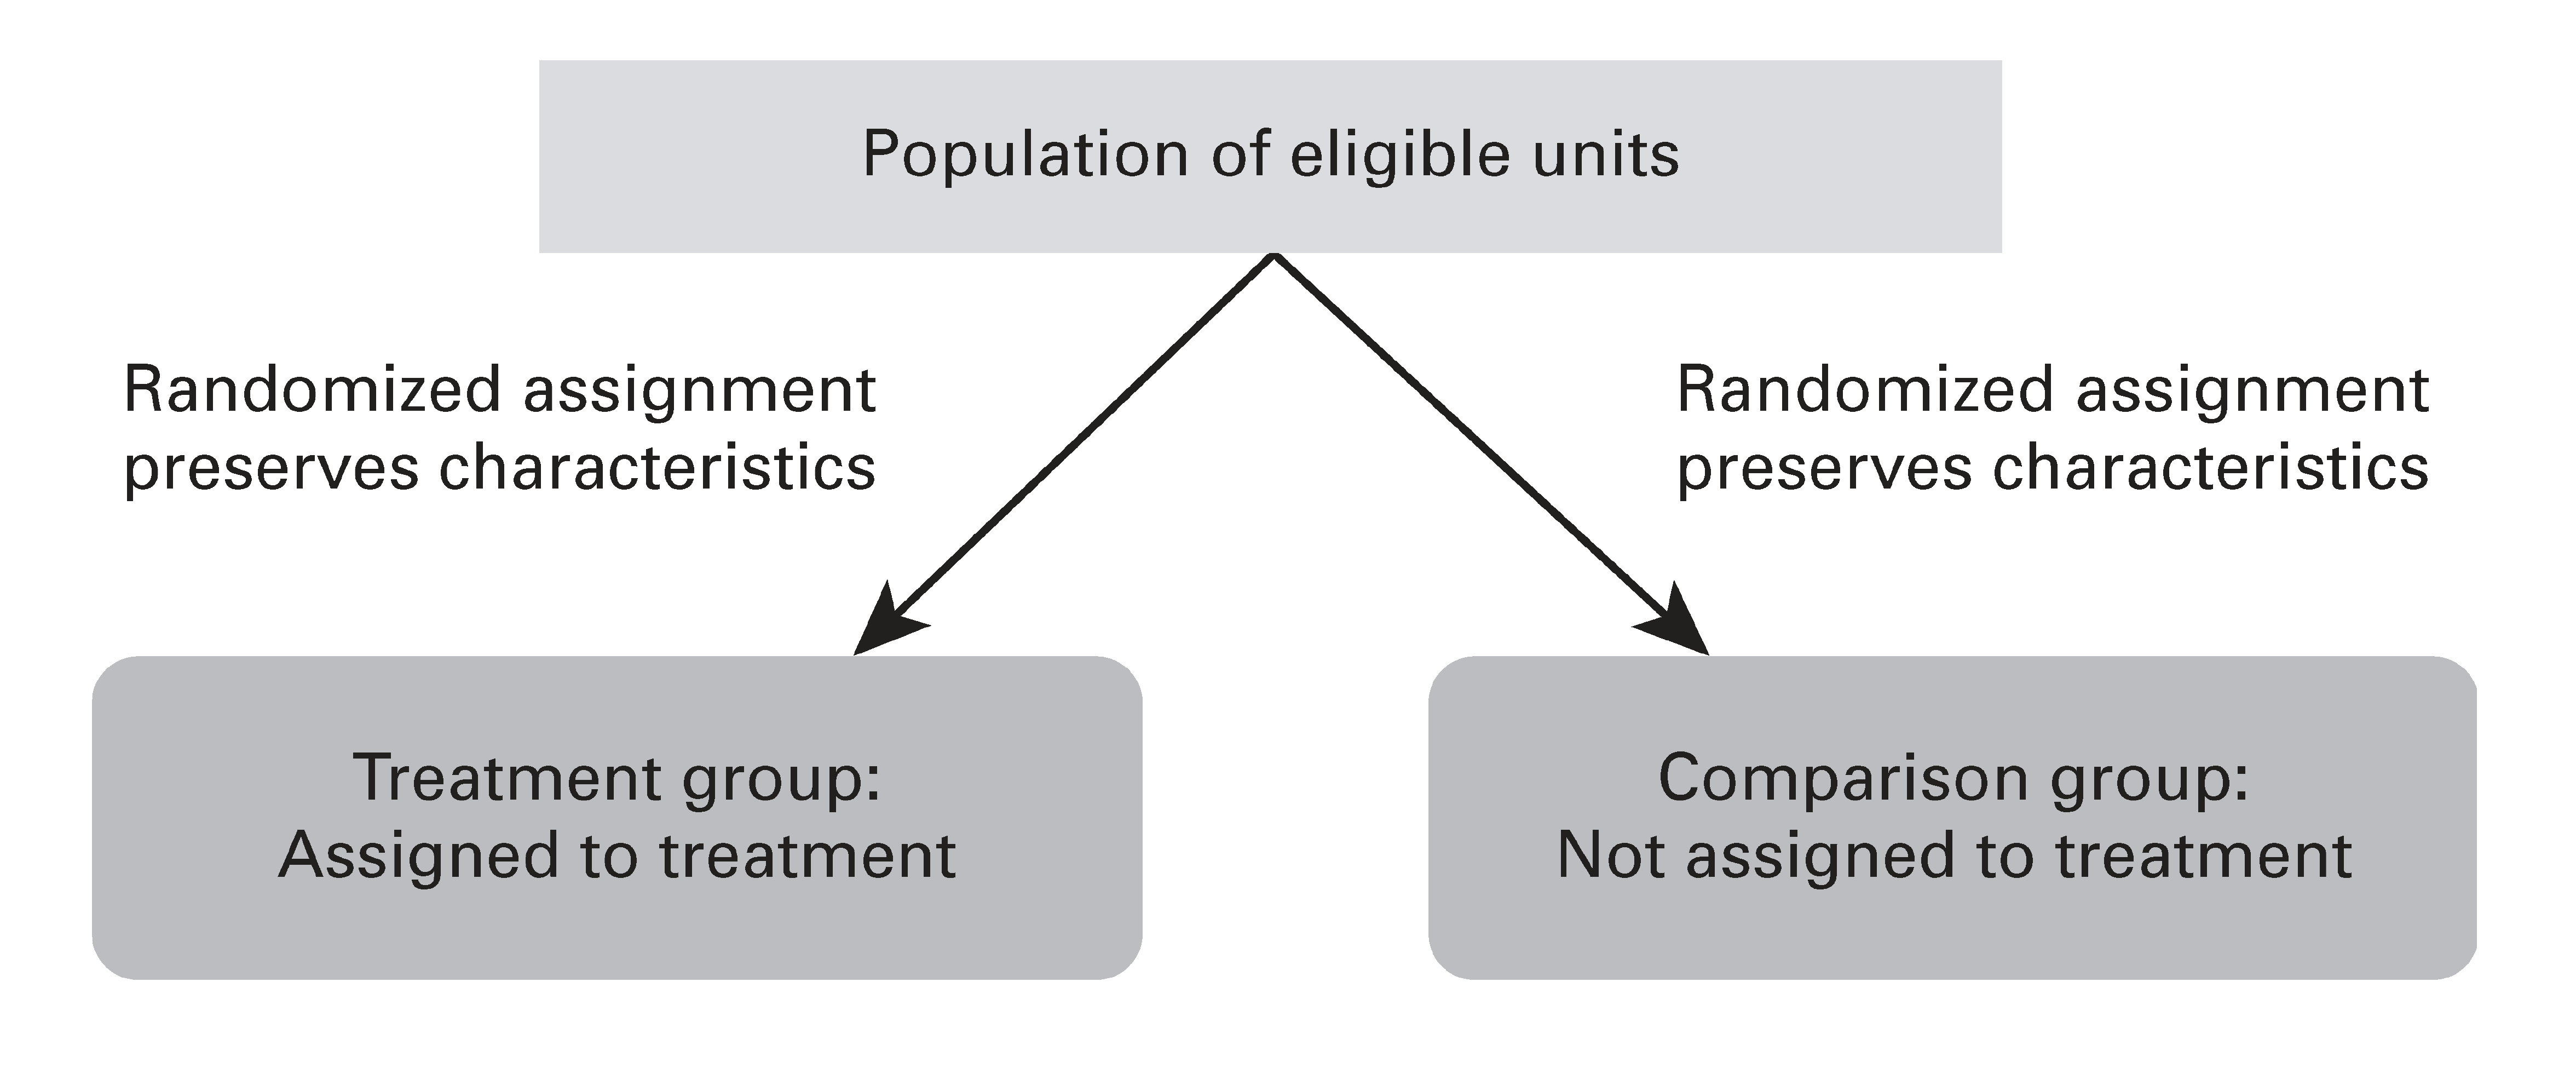 Population of eligible units
Randomized assignment
preserves characteristics
Randomized assignment
preserves characteristics
Treatment group:
Assigned to treatment
Comparison group:
Not assigned to treatment